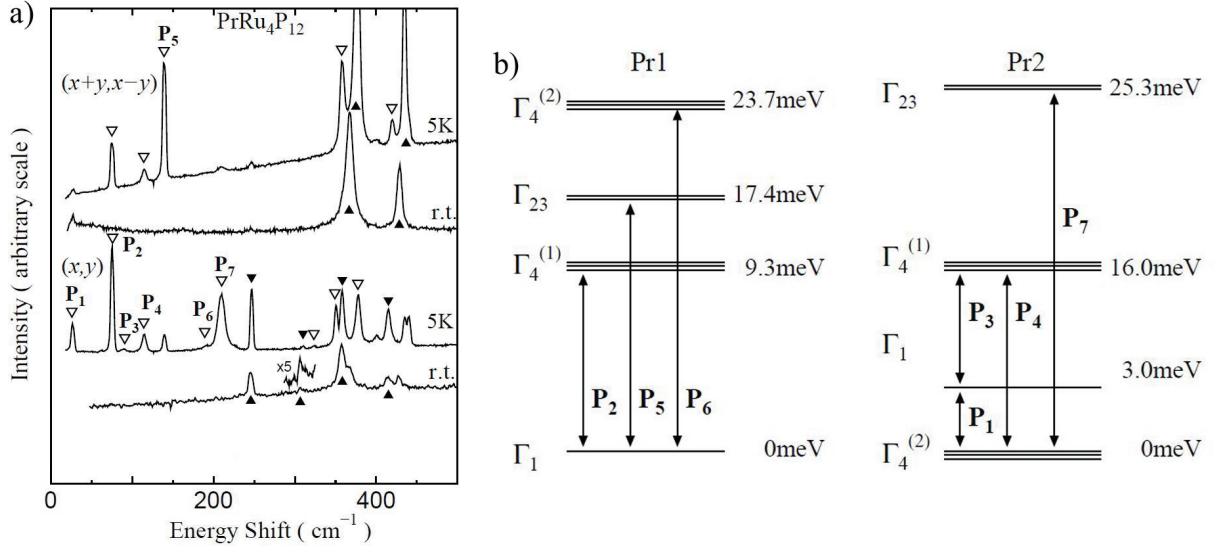 a)
PrRu₄P₁₂
P₅
(x+y,x−y)
5K
r.t.
(x,y)
P₁
P₂
P₃
P₄
P₆
P₇
5K
x5
r.t.
0
200
400
Energy Shift ( cm⁻¹ )
Intensity ( arbitrary scale )
b)
Pr1
Γ₄⁽²⁾
23.7meV
Γ₂₃
17.4meV
Γ₄⁽¹⁾
9.3meV
P₂
P₅
P₆
Γ₁
0meV
Pr2
Γ₂₃
25.3meV
P₇
Γ₄⁽¹⁾
16.0meV
P₃
P₄
Γ₁
3.0meV
P₁
Γ₄⁽²⁾
0meV